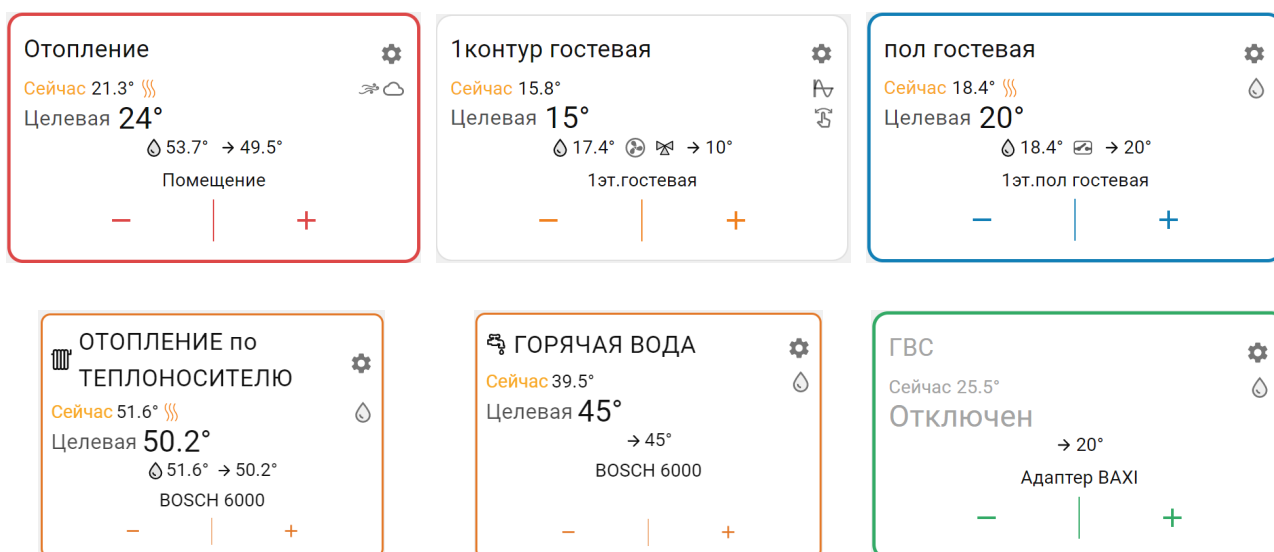 Отопление
Сейчас 21.3°
Целевая 24°
53.7° → 49.5°
Помещение
− +
1контур гостевая
Сейчас 15.8°
Целевая 15°
17.4° → 10°
1эт.гостевая
− +
пол гостевая
Сейчас 18.4°
Целевая 20°
18.4° → 20°
1эт.пол гостевая
− +
ОТОПЛЕНИЕ по
ТЕПЛОНОСИТЕЛЮ
Сейчас 51.6°
Целевая 50.2°
51.6° → 50.2°
BOSCH 6000
− +
ГОРЯЧАЯ ВОДА
Сейчас 39.5°
Целевая 45°
→ 45°
BOSCH 6000
− +
ГВС
Сейчас 25.5°
Отключен
→ 20°
Адаптер BAXI
− +